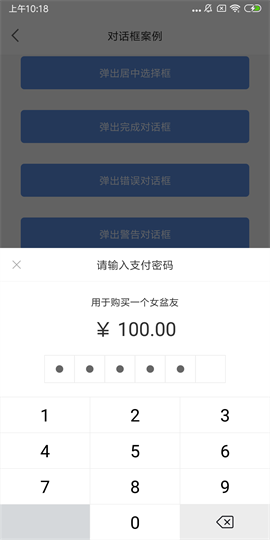 上午10:18
对话框案例
弹出居中选择框
弹出完成对话框
弹出错误对话框
弹出警告对话框
请输入支付密码
用于购买一个女盆友
¥ 100.00
1 2 3
4 5 6
7 8 9
0